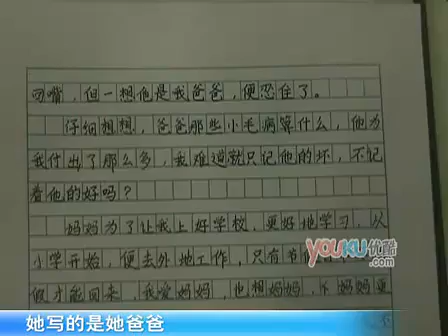 回嘴，但一想他是我爸爸，便忍住了。
仔细想想，爸爸那些小毛病算什么，他为
我付出了那么多，我难道就只记他的坏，不记
着他的好吗？
妈妈为了让我上好学校，更好地学习，从
小学开始，便去外地工作，只有节
YOUKU优酷
假才能回来，我爱妈妈，也想妈妈，
她写的是她爸爸